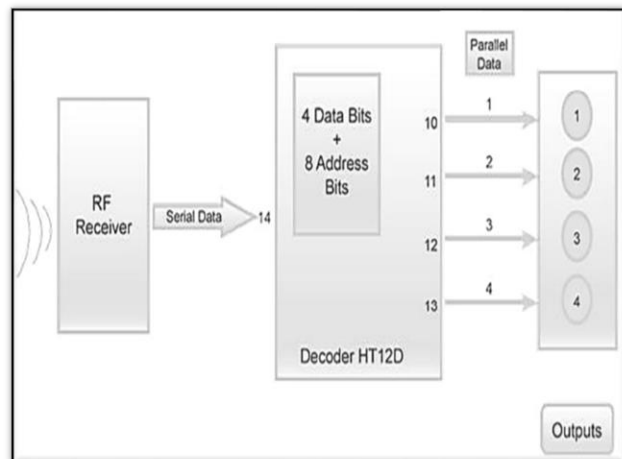 RF
Receiver
Serial Data
14
4 Data Bits
+
8 Address
Bits
10
11
12
13
Decoder HT12D
Parallel
Data
1
2
3
4
1
2
3
4
Outputs